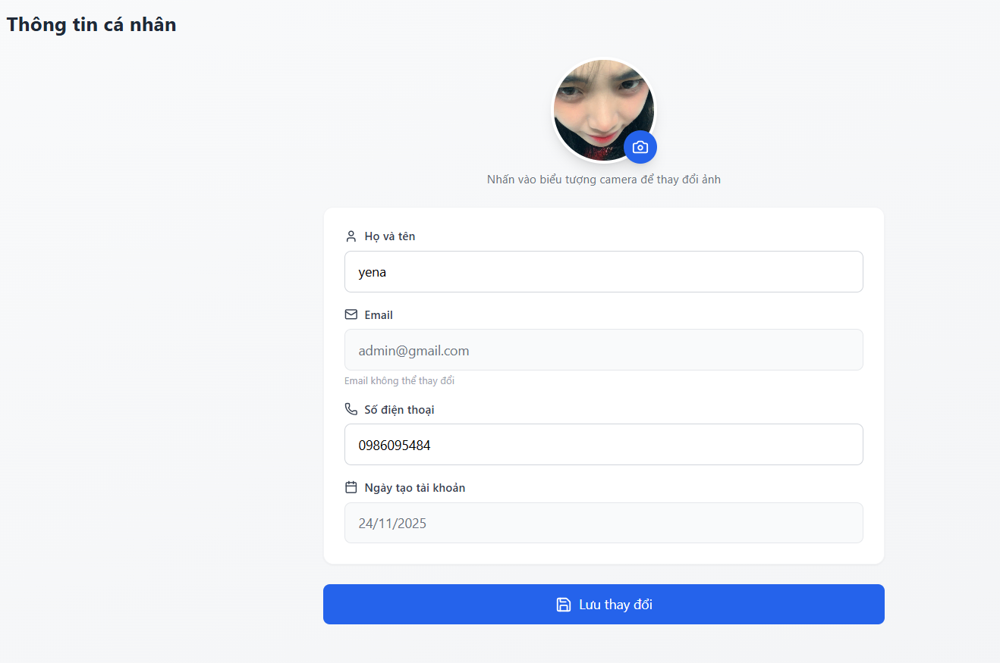 Thông tin cá nhân
Nhấn vào biểu tượng camera để thay đổi ảnh
Họ và tên
yena
Email
admin@gmail.com
Email không thể thay đổi
Số điện thoại
0986095484
Ngày tạo tài khoản
24/11/2025
Lưu thay đổi